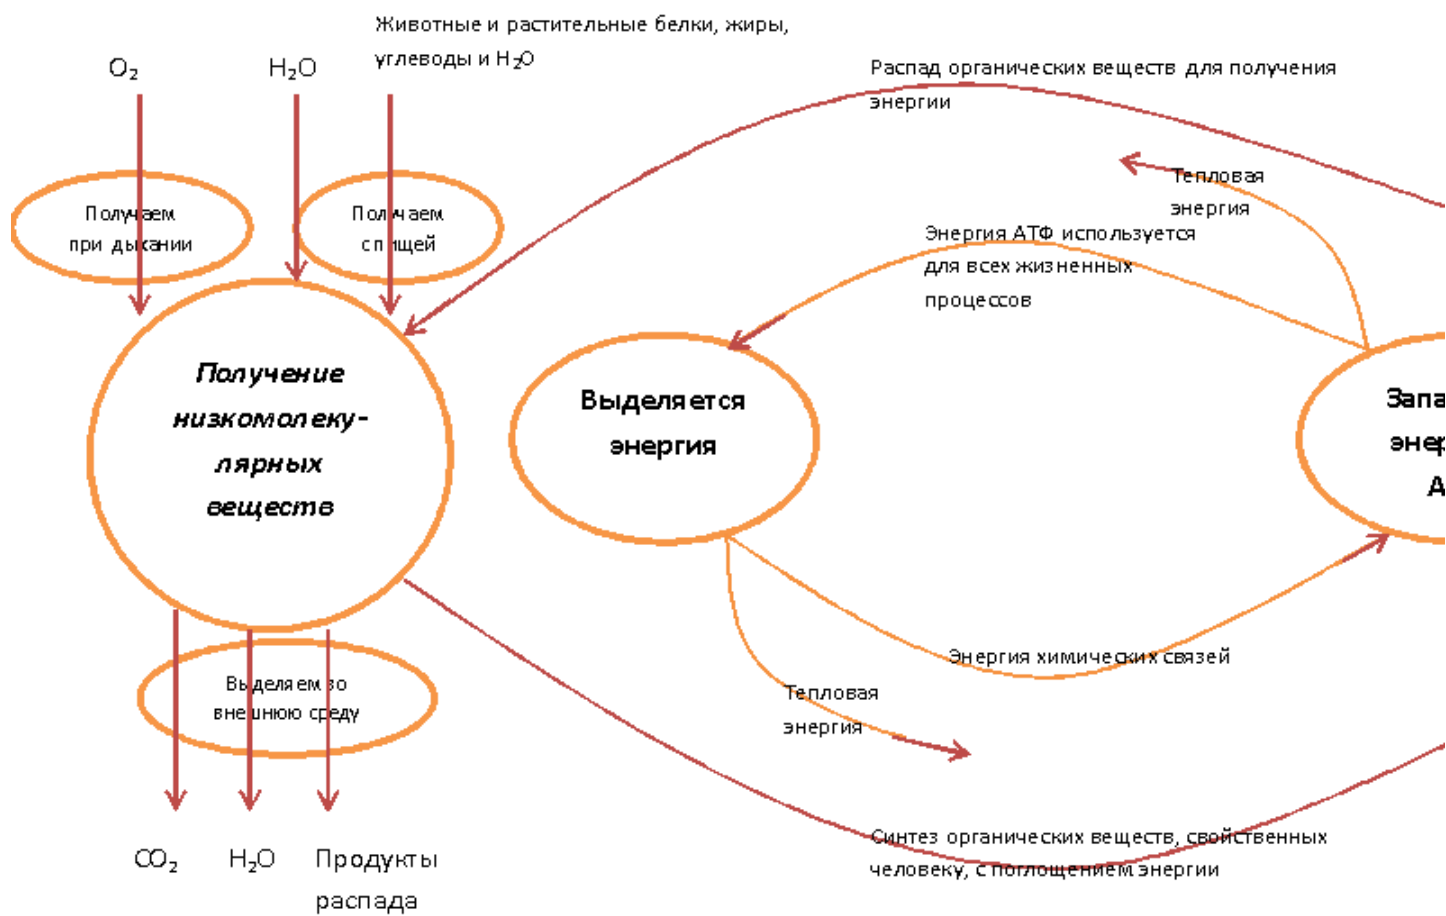 Животные и растительные белки, жиры,
углеводы и H₂O
O₂
H₂O
Распад органических веществ для получения
энергии
Тепловая
энергия
Получаем
при дыхании
Получаем
с пищей
Энергия АТФ используется
для всех жизненных
процессов
Получение
низкомолеку-
лярных
веществ
Выделяется
энергия
Запа
энер
А
Энергия химических связей
Тепловая
энергия
Выделяем во
внешнюю среду
Синтез органических веществ, свойственных
человеку, с поглощением энергии
CO₂
H₂O
Продукты
распада